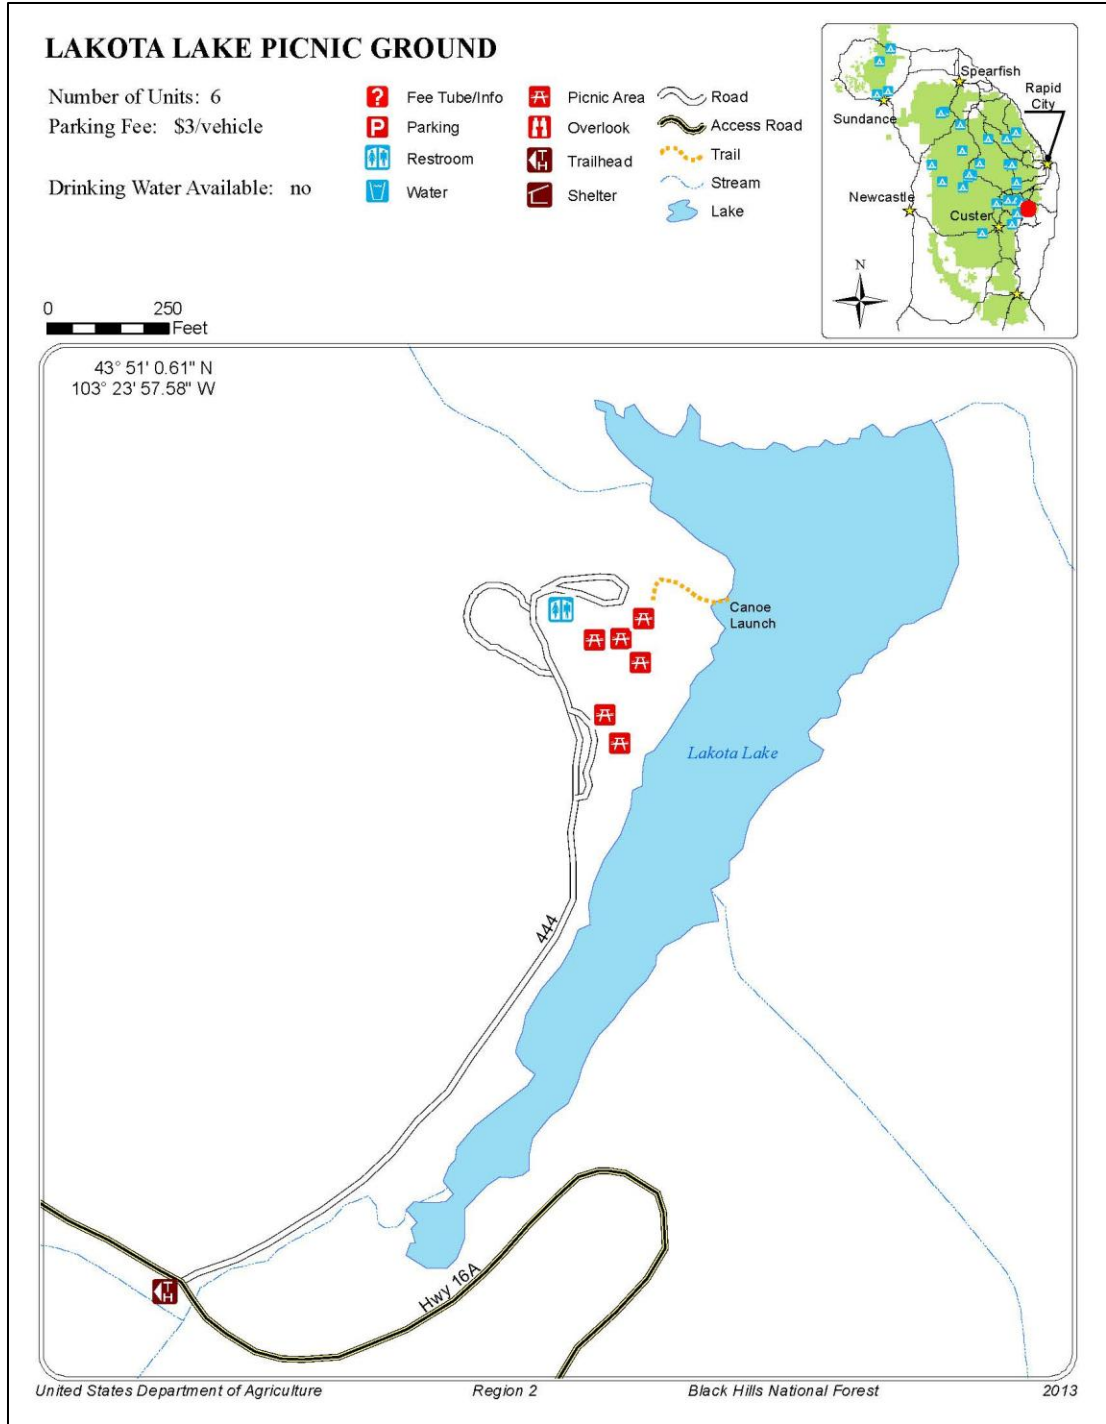 LAKOTA LAKE PICNIC GROUND
Number of Units: 6
Parking Fee: $3/vehicle
Drinking Water Available: no
? Fee Tube/Info
P Parking
Restroom
Water
Picnic Area
Overlook
TH Trailhead
Shelter
Road
Access Road
Trail
Stream
Lake
Spearfish
Rapid
City
Sundance
Newcastle
Custer
N
0 250
Feet
43° 51' 0.61" N
103° 23' 57.58" W
Canoe
Launch
Lakota Lake
444
Hwy 16A
TH
United States Department of Agriculture Region 2 Black Hills National Forest 2013